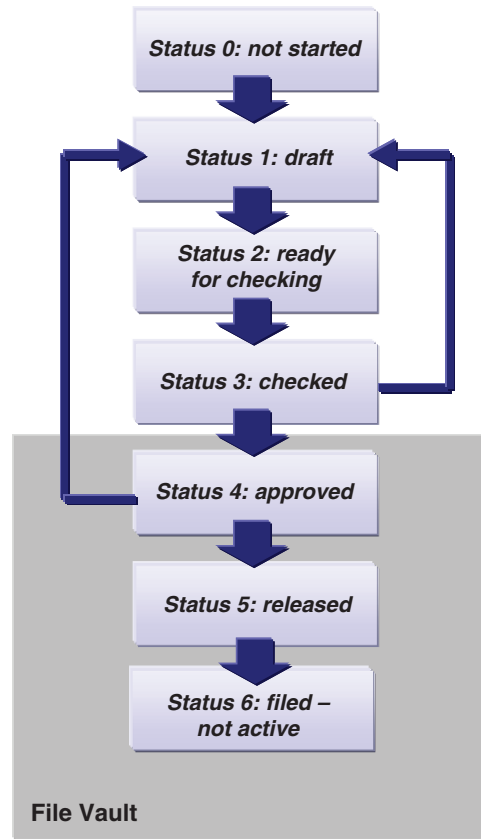 Status 0: not started
Status 1: draft
Status 2: ready
for checking
Status 3: checked
Status 4: approved
Status 5: released
Status 6: filed –
not active
File Vault